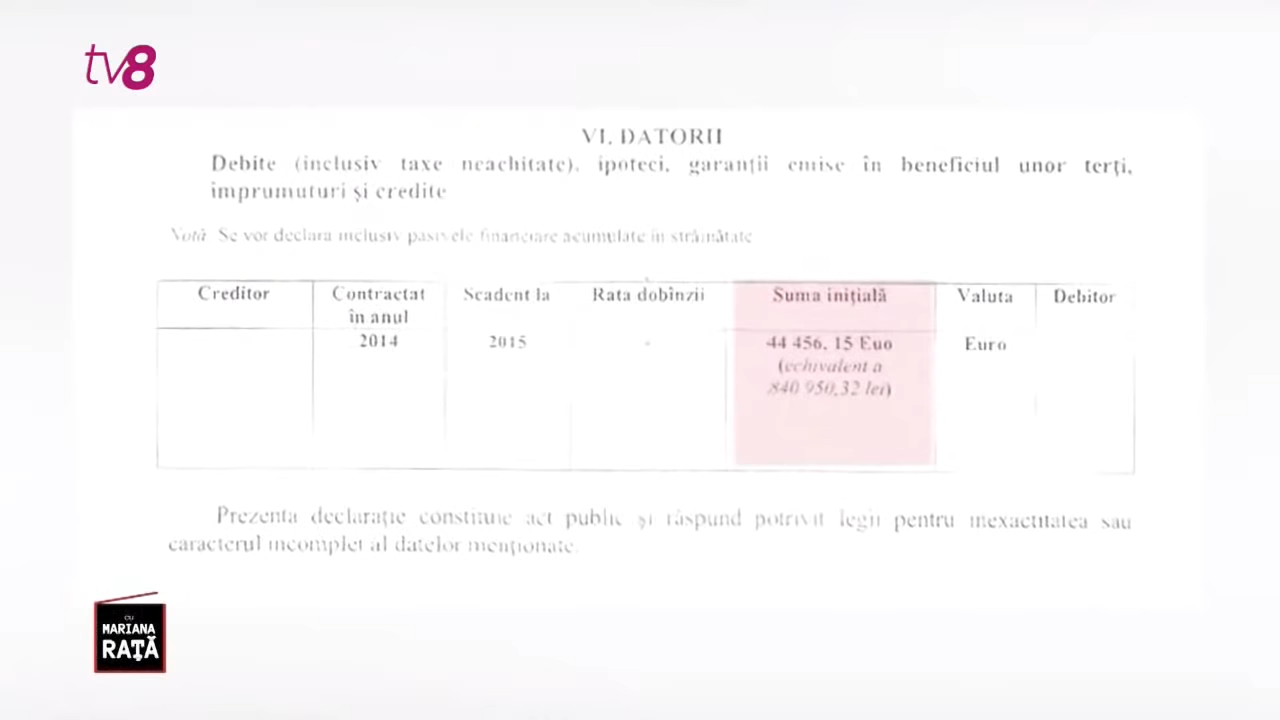 tv8
VI. DATORII
Debite (inclusiv taxe neachitate), ipoteci, garanții emise în beneficiul unor terți,
împrumuturi și credite
Notă Se vor declara inclusiv pasivele financiare acumulate în străinătate
Creditor Contractat Scadent la Rata dobînzii Suma inițială Valuta Debitor
în anul
2014 2015 - 44 456, 15 Euo Euro
(echivalent a
840 950,32 lei)
Prezenta declarație constituie act public și răspund potrivit legii pentru inexactitatea sau
caracterul incomplet al datelor menționate.
CU
MARIANA
RAȚĂ